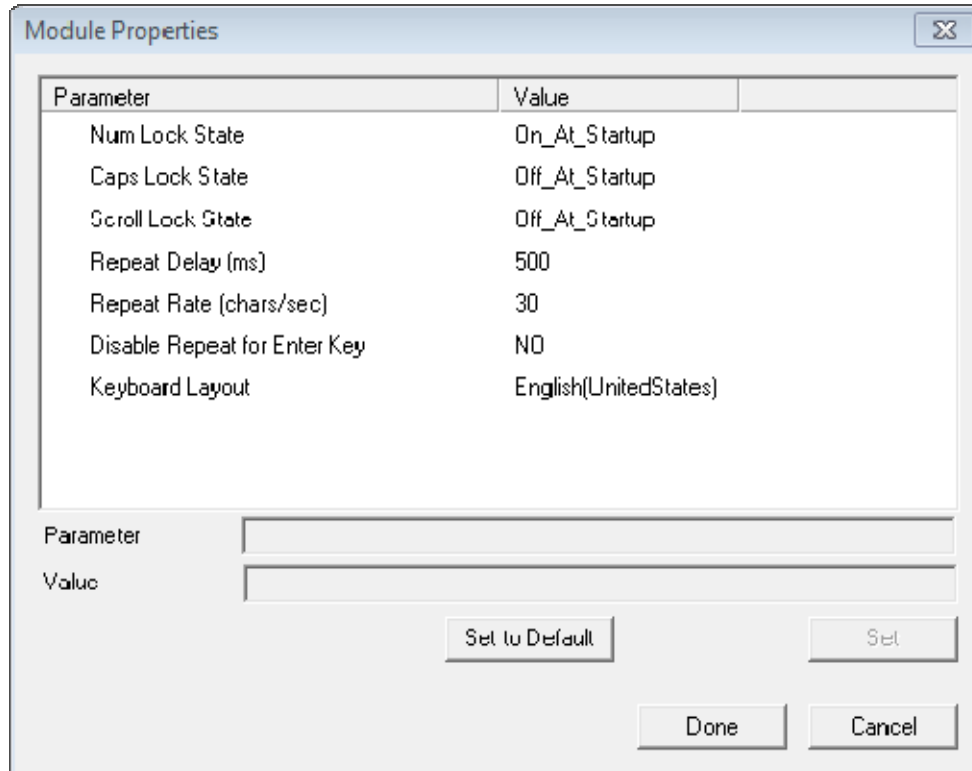 Module Properties
Parameter Value
Num Lock State On_At_Startup
Caps Lock State Off_At_Startup
Scroll Lock State Off_At_Startup
Repeat Delay (ms) 500
Repeat Rate (chars/sec) 30
Disable Repeat for Enter Key NO
Keyboard Layout English(UnitedStates)
Parameter
Value
Set to Default Set
Done Cancel